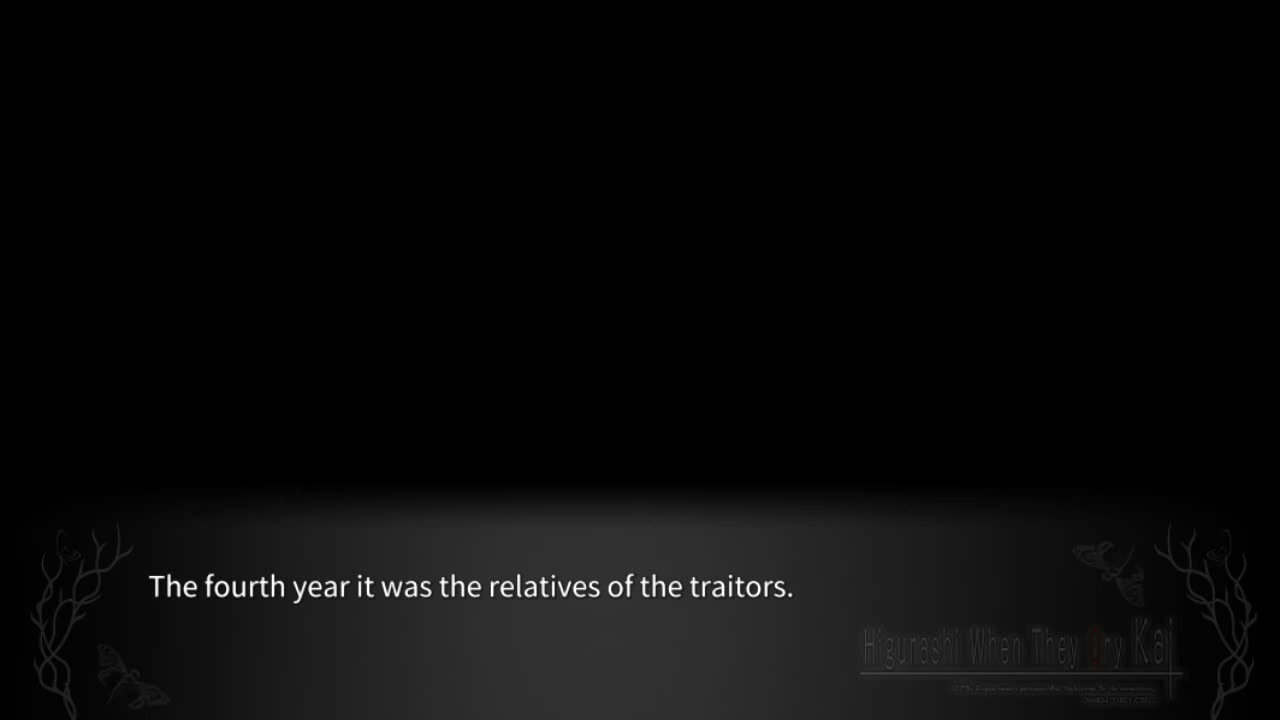 The fourth year it was the relatives of the traitors.
Higurashi When They Cry Kai